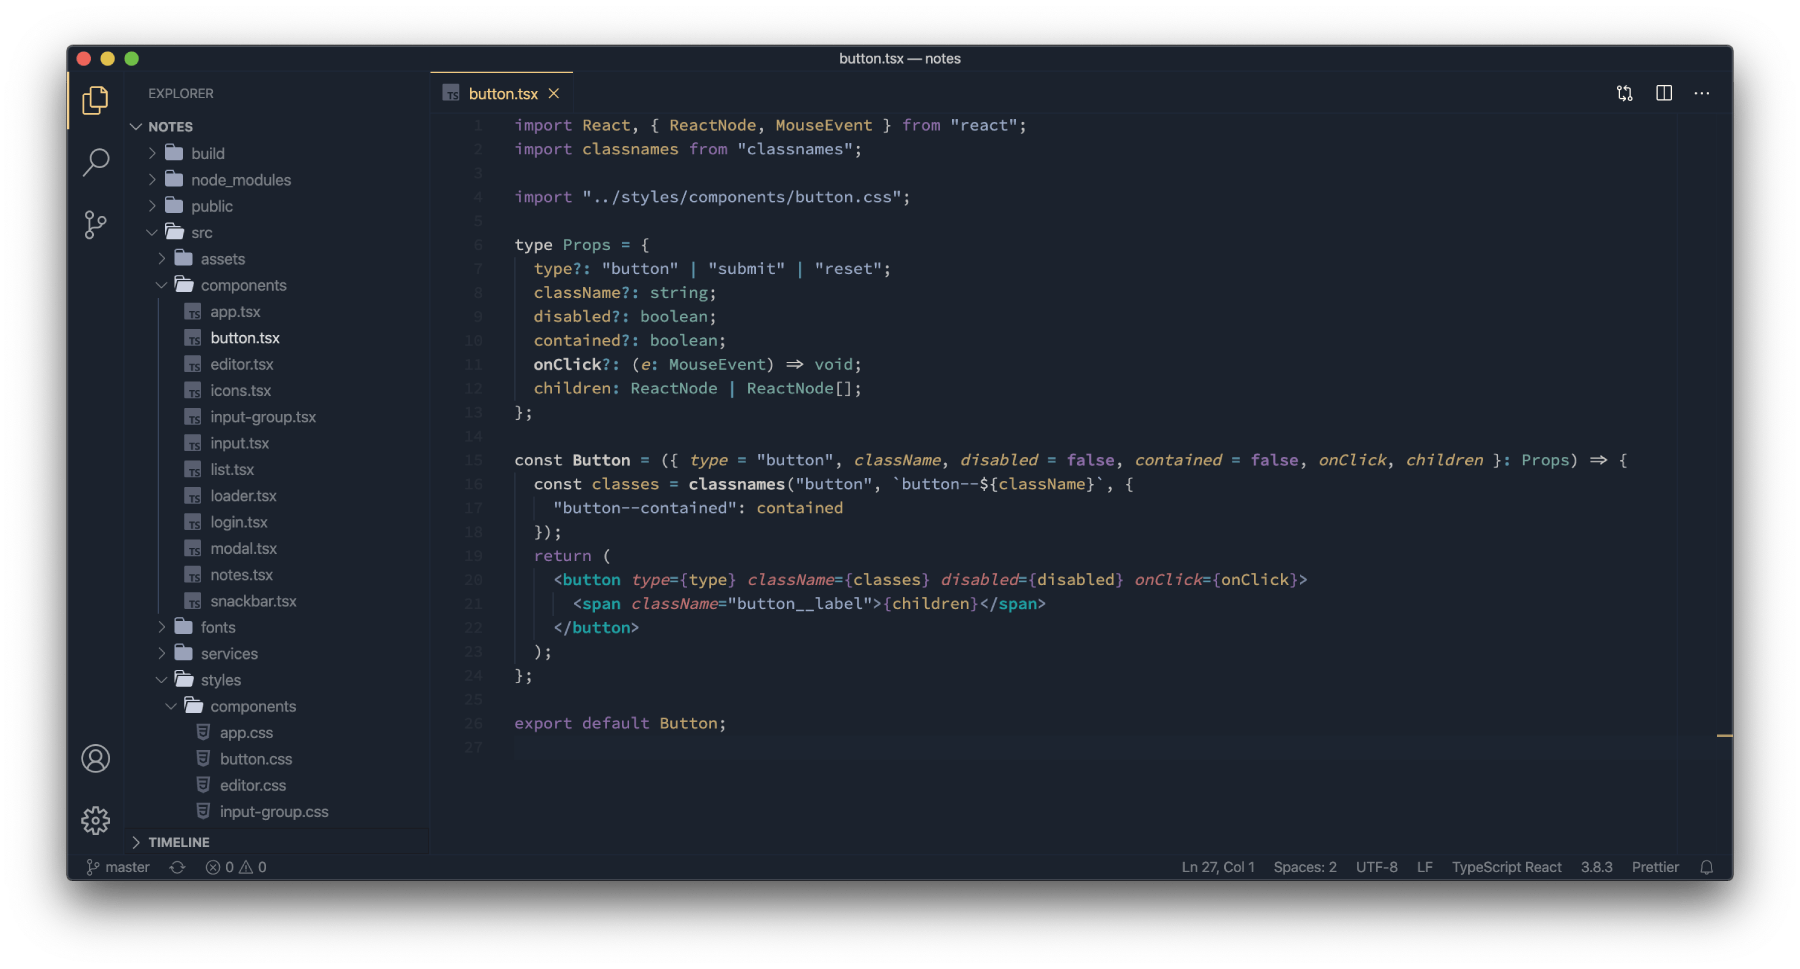 button.tsx — notes
EXPLORER
NOTES
build
node_modules
public
src
assets
components
app.tsx
button.tsx
editor.tsx
icons.tsx
input-group.tsx
input.tsx
list.tsx
loader.tsx
login.tsx
modal.tsx
notes.tsx
snackbar.tsx
fonts
services
styles
components
app.css
button.css
editor.css
input-group.css
TIMELINE
TS button.tsx
1 import React, { ReactNode, MouseEvent } from "react";
2 import classnames from "classnames";
3
4 import "../styles/components/button.css";
5
6 type Props = {
7 type?: "button" | "submit" | "reset";
8 className?: string;
9 disabled?: boolean;
10 contained?: boolean;
11 onClick?: (e: MouseEvent) => void;
12 children: ReactNode | ReactNode[];
13 };
14
15 const Button = ({ type = "button", className, disabled = false, contained = false, onClick, children }: Props) => {
16 const classes = classnames("button", `button--${className}`, {
17 "button--contained": contained
18 });
19 return (
20 <button type={type} className={classes} disabled={disabled} onClick={onClick}>
21 <span className="button__label">{children}</span>
22 </button>
23 );
24 };
25
26 export default Button;
27
master 0 0 Ln 27, Col 1 Spaces: 2 UTF-8 LF TypeScript React 3.8.3 Prettier